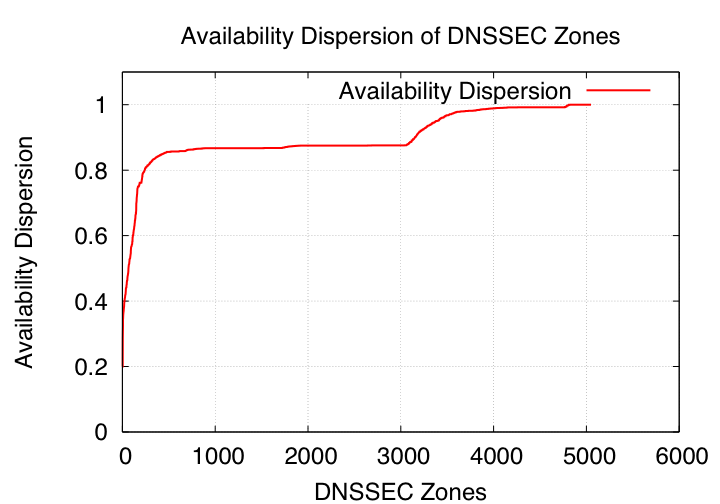 Availability Dispersion of DNSSEC Zones
Availability Dispersion
1
0.8
0.6
0.4
0.2
0
Availability Dispersion
0 1000 2000 3000 4000 5000 6000
DNSSEC Zones